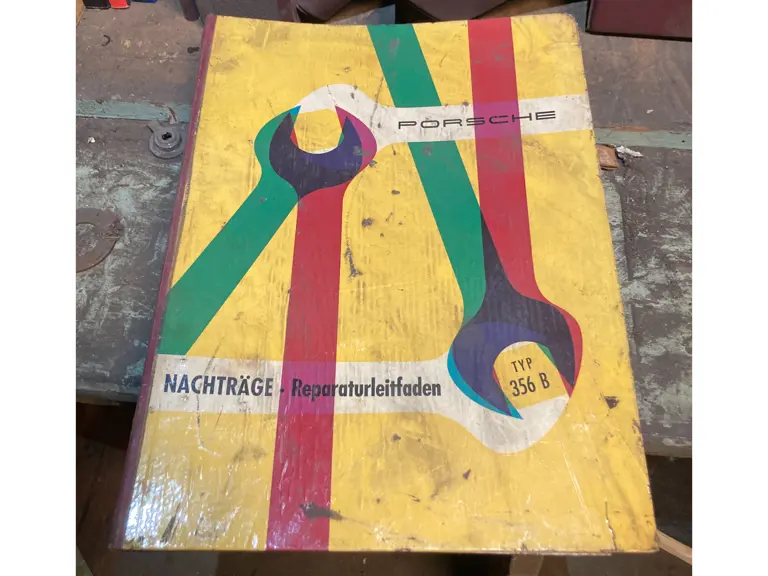 PORSCHE
NACHTRÄGE · Reparaturleitfaden
TYP
356 B